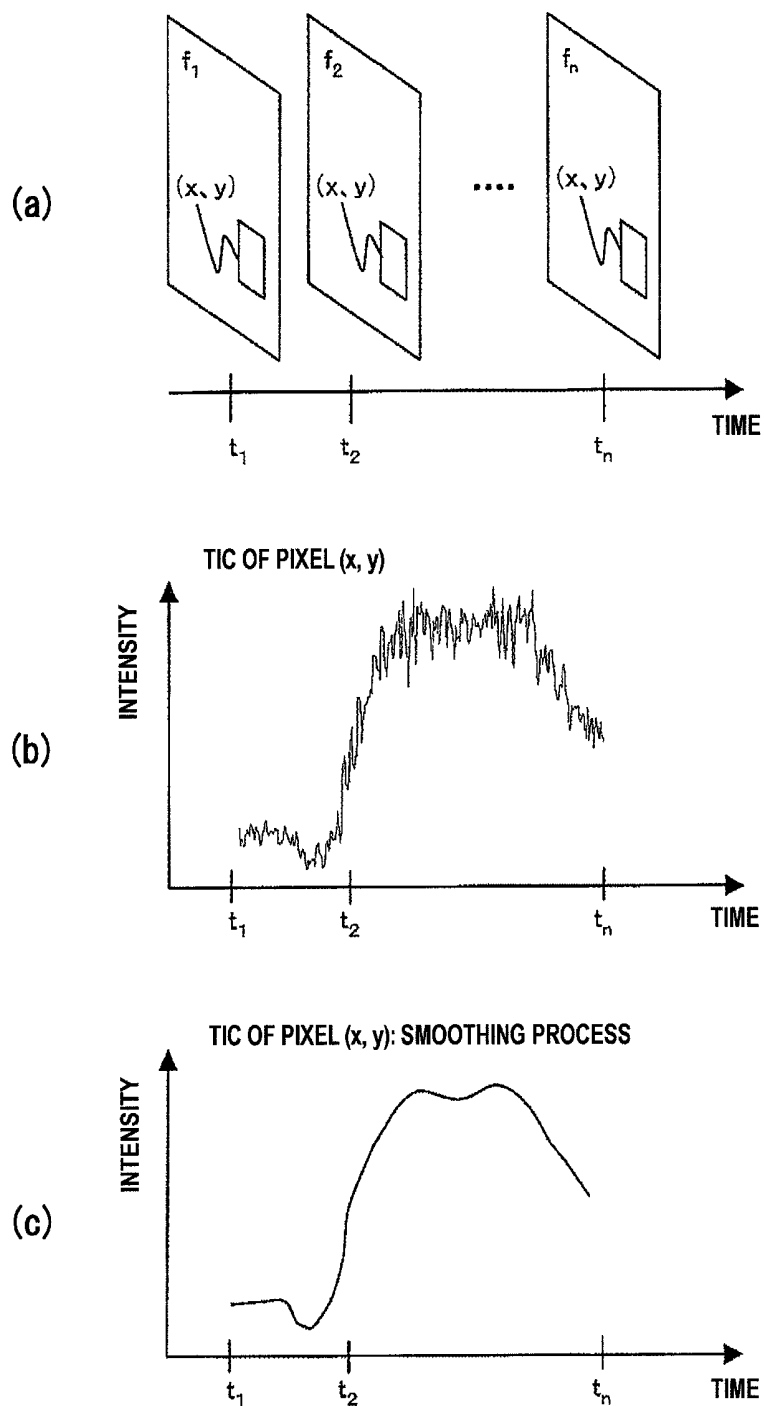 (a)
f₁ f₂ fₙ
(x、y) (x、y) ···· (x、y)
t₁ t₂ tₙ
TIME
(b)
TIC OF PIXEL (x, y)
INTENSITY
t₁ t₂ tₙ TIME
(c)
TIC OF PIXEL (x, y): SMOOTHING PROCESS
INTENSITY
t₁ t₂ tₙ TIME